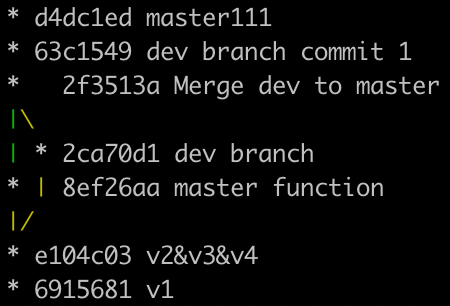 * d4dc1ed master111
* 63c1549 dev branch commit 1
*   2f3513a Merge dev to master
|\
| * 2ca70d1 dev branch
* | 8ef26aa master function
|/
* e104c03 v2&v3&v4
* 6915681 v1